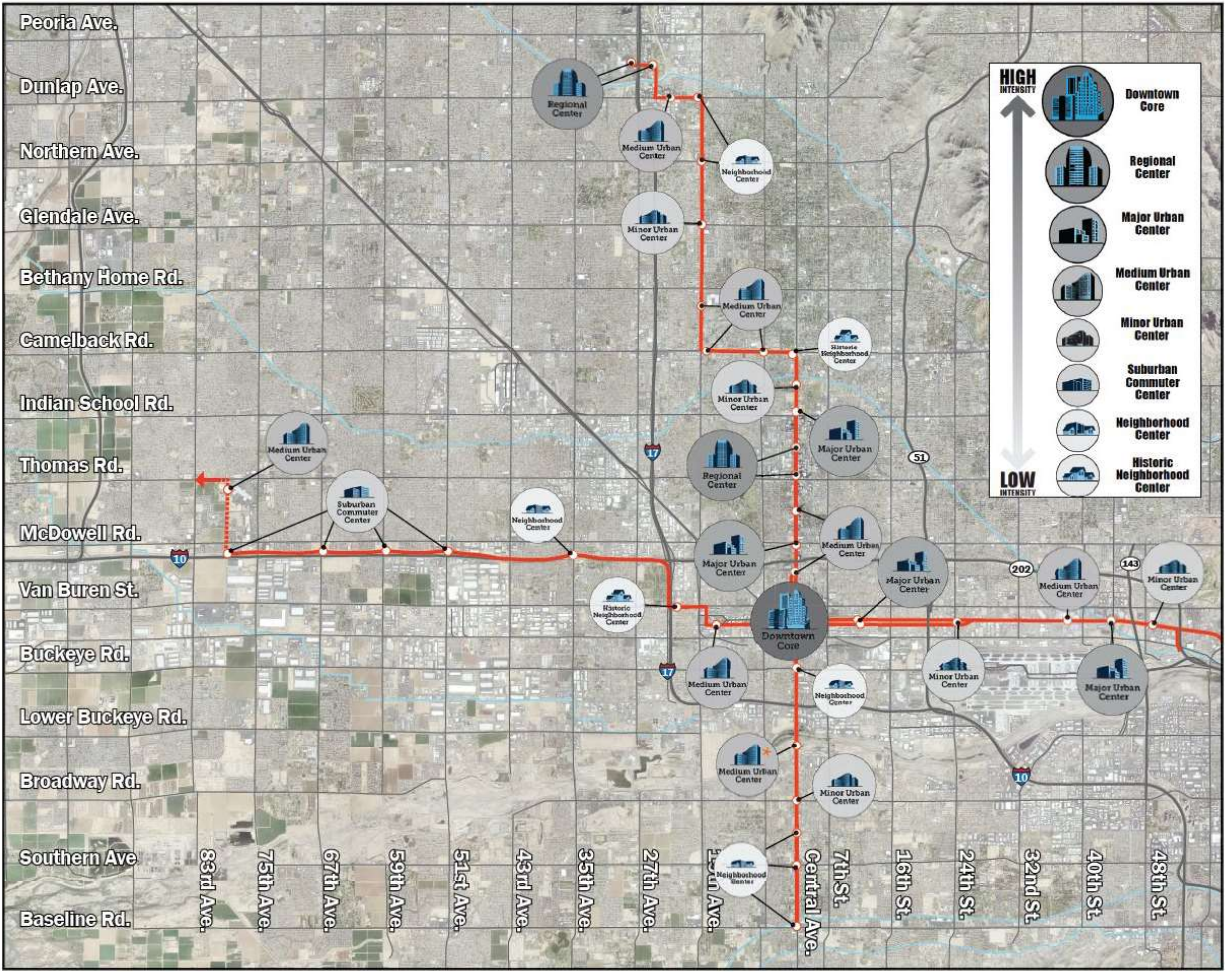 Peoria Ave.
Dunlap Ave.
Northern Ave.
Glendale Ave.
Bethany Home Rd.
Camelback Rd.
Indian School Rd.
Thomas Rd.
McDowell Rd.
Van Buren St.
Buckeye Rd.
Lower Buckeye Rd.
Broadway Rd.
Southern Ave
Baseline Rd.
83rd Ave.
75th Ave.
67th Ave.
59th Ave.
51st Ave.
43rd Ave.
35th Ave.
27th Ave.
19th Ave.
Central Ave.
7th St.
16th St.
24th St.
32nd St.
40th St.
48th St.
Regional
Center
Medium Urban
Center
Neighborhood
Center
Minor Urban
Center
Medium Urban
Center
Historic
Neighborhood
Center
Minor Urban
Center
Major Urban
Center
Regional
Center
Medium Urban
Center
Suburban
Commuter
Center
Neighborhood
Center
Major Urban
Center
Medium Urban
Center
Major Urban
Center
Medium Urban
Center
Minor Urban
Center
Historic
Neighborhood
Center
Downtown
Core
Medium Urban
Center
Neighborhood
Center
Minor Urban
Center
Major Urban
Center
Medium Urban
Center
*
Minor Urban
Center
Neighborhood
Center
17
51
10
202
143
17
10
HIGH
INTENSITY
Downtown
Core
Regional
Center
Major Urban
Center
Medium Urban
Center
Minor Urban
Center
Suburban
Commuter
Center
Neighborhood
Center
Historic
Neighborhood
Center
LOW
INTENSITY